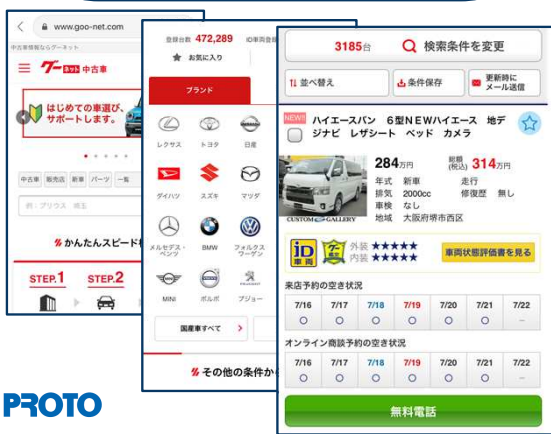 www.goo-net.com
中古車情報ならグーネット
グーネット 中古車
はじめての車選び、
サポートします。
中古車 販売店 新車 パーツ 一覧
例：プリウス 埼玉
かんたんスピード
STEP.1 STEP.2
PROTO
登録台数 472,289 ID車両登録
お気に入り
ブランド
レクサス トヨタ 日産
ダイハツ スズキ マツダ
メルセデス・ベンツ BMW フォルクスワーゲン
MINI ボルボ プジョー
国産車すべて
その他の条件か
3185台 検索条件を変更
並べ替え 条件保存 更新時にメール送信
NEW!! ハイエースバン 6型NEWハイエース 地デ
ジナビ レザシート ベッド カメラ
284万円 総額(税込) 314万円
年式 新車 走行
排気 2000cc 修復歴 無し
車検 なし
地域 大阪府堺市西区
CUSTOM GALLERY
iD車両 グー鑑定 外装 ★★★★★
内装 ★★★★★
車両状態評価書を見る
来店予約の空き状況
7/16 7/17 7/18 7/19 7/20 7/21 7/22
○ ○ ○ ○ ○ ○ －
オンライン商談予約の空き状況
7/16 7/17 7/18 7/19 7/20 7/21 7/22
○ ○ ○ ○ ○ ○ －
無料電話